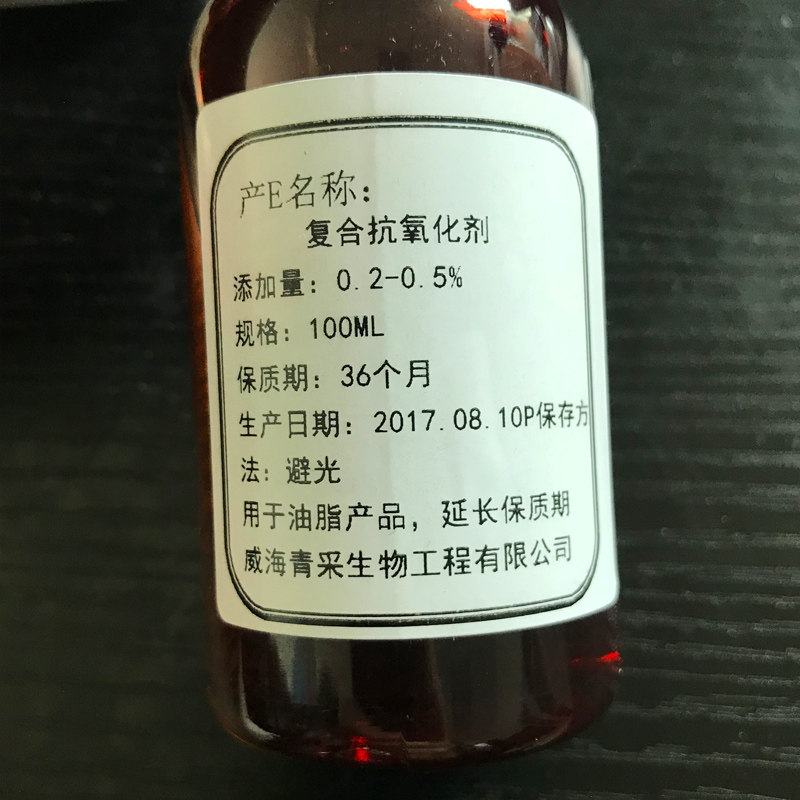 产E名称：
复合抗氧化剂
添加量：0.2-0.5%
规格：100ML
保质期：36个月
生产日期：2017.08.10P保存方
法：避光
用于油脂产品，延长保质期
威海青采生物工程有限公司